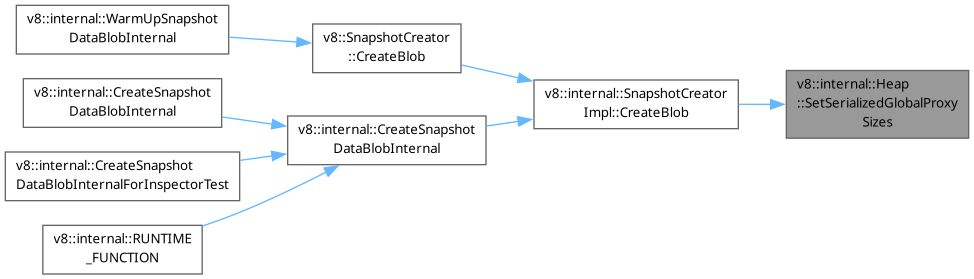 v8::internal::WarmUpSnapshot
DataBlobInternal
v8::SnapshotCreator
::CreateBlob
v8::internal::CreateSnapshot
DataBlobInternal
v8::internal::SnapshotCreator
Impl::CreateBlob
v8::internal::Heap
::SetSerializedGlobalProxy
Sizes
v8::internal::CreateSnapshot
DataBlobInternal
v8::internal::CreateSnapshot
DataBlobInternalForInspectorTest
v8::internal::RUNTIME
_FUNCTION